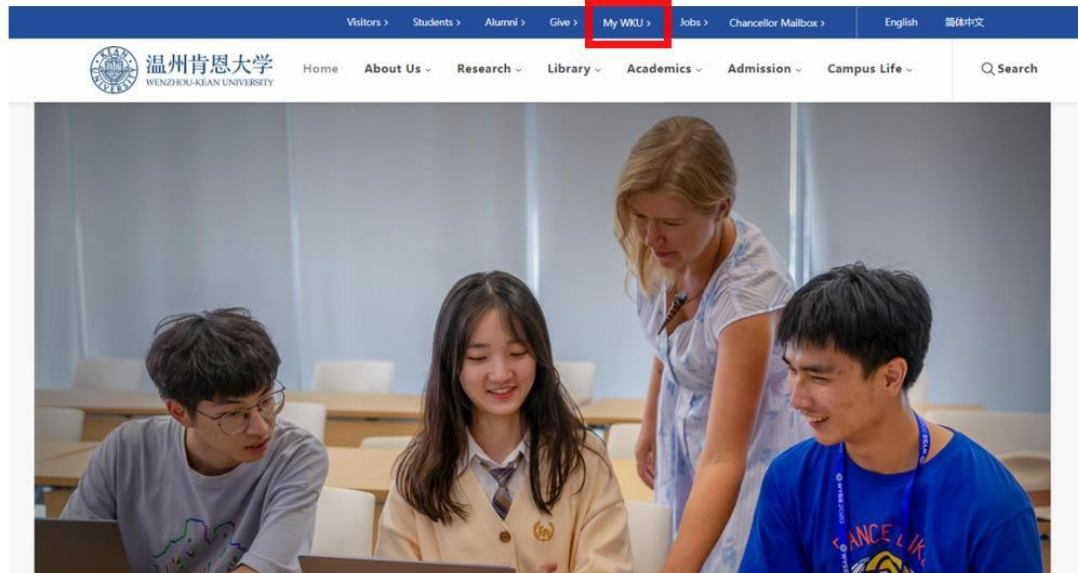 Visitors > Students > Alumni > Give > My WKU > Jobs > Chancellor Mailbox > English 简体中文
温州肯恩大学
WENZHOU-KEAN UNIVERSITY
Home About Us Research Library Academics Admission Campus Life Search